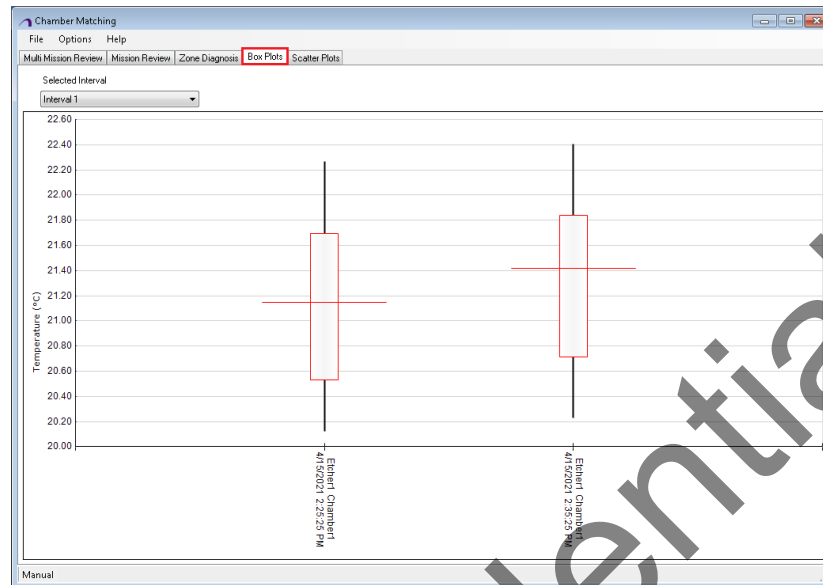 Chamber Matching
File Options Help
Multi Mission Review Mission Review Zone Diagnosis Box Plots Scatter Plots
Selected Interval
Interval 1
22.60
22.40
22.20
22.00
21.80
21.60
21.40
21.20
21.00
20.80
20.60
20.40
20.20
20.00
Temperature (°C)
Etcher1 Chamber1
4/15/2021 2:25:25 PM
Etcher1 Chamber1
4/15/2021 2:35:25 PM
Manual